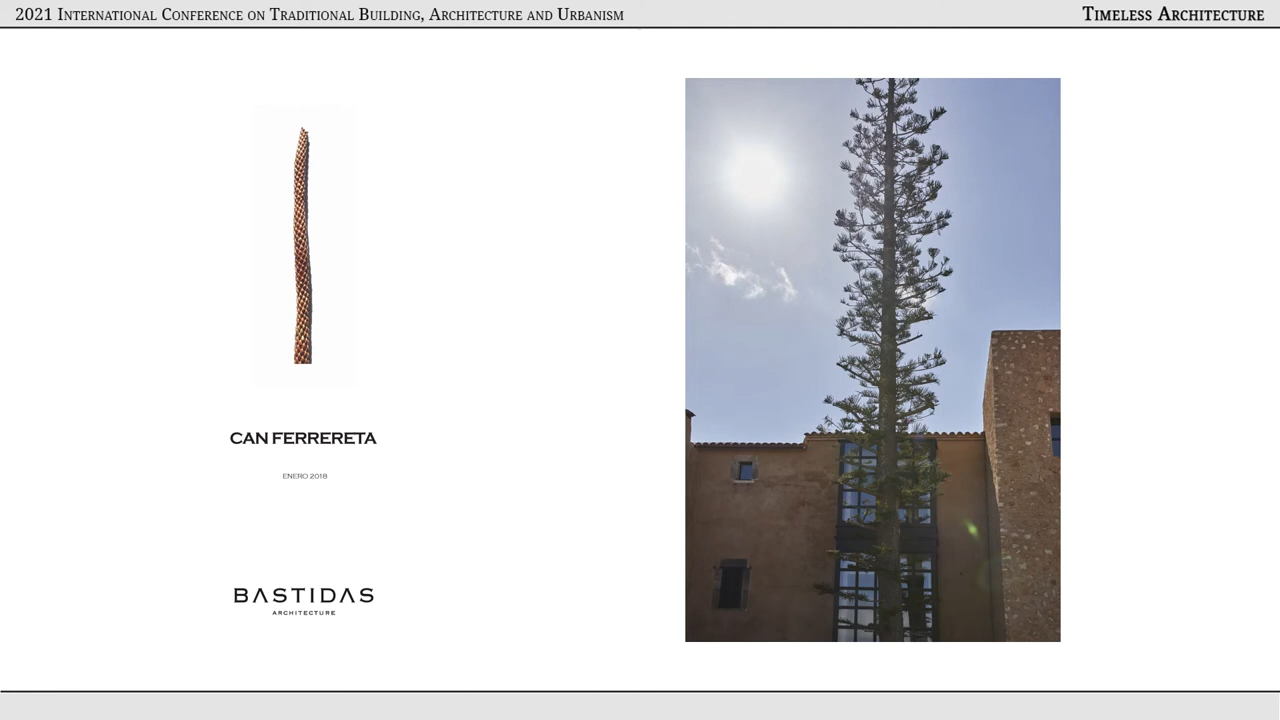 2021 International Conference on Traditional Building, Architecture and Urbanism
Timeless Architecture
CAN FERRERETA
ENERO 2018
BASTIDAS
ARCHITECTURE